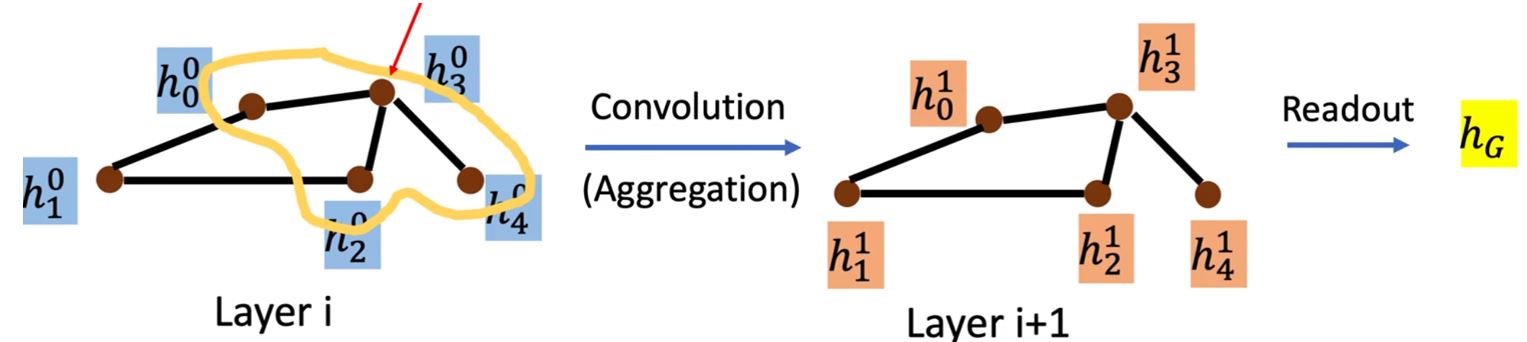 h_0^0
h_3^0
h_1^0
h_2^0
h_4^0
Layer i
Convolution
(Aggregation)
h_0^1
h_3^1
h_1^1
h_2^1
h_4^1
Layer i+1
Readout
h_G